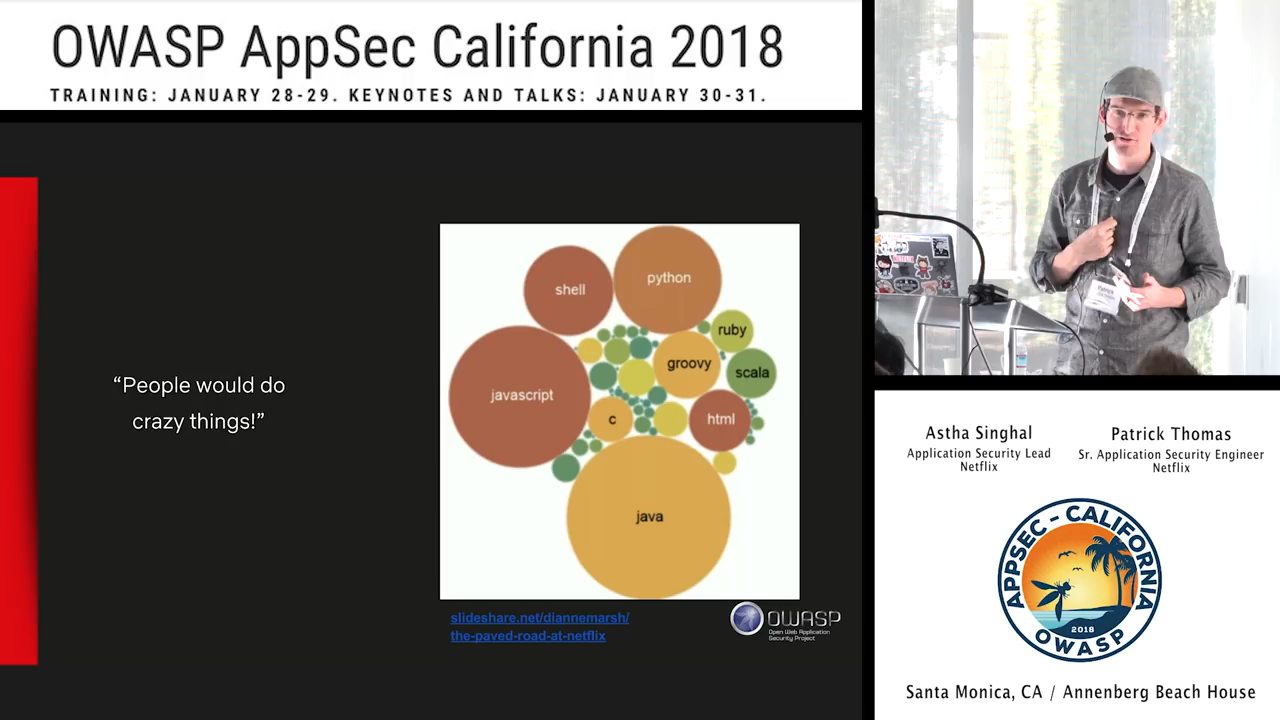 OWASP AppSec California 2018
TRAINING: JANUARY 28-29. KEYNOTES AND TALKS: JANUARY 30-31.
“People would do
crazy things!”
shell
python
ruby
groovy
scala
javascript
c
html
java
slideshare.net/diannemarsh/
the-paved-road-at-netflix
OWASP
Open Web Application
Security Project
NETFLIX
Patrick
Astha Singhal
Application Security Lead
Netflix
Patrick Thomas
Sr. Application Security Engineer
Netflix
APPSEC - CALIFORNIA
2018
OWASP
Santa Monica, CA / Annenberg Beach House